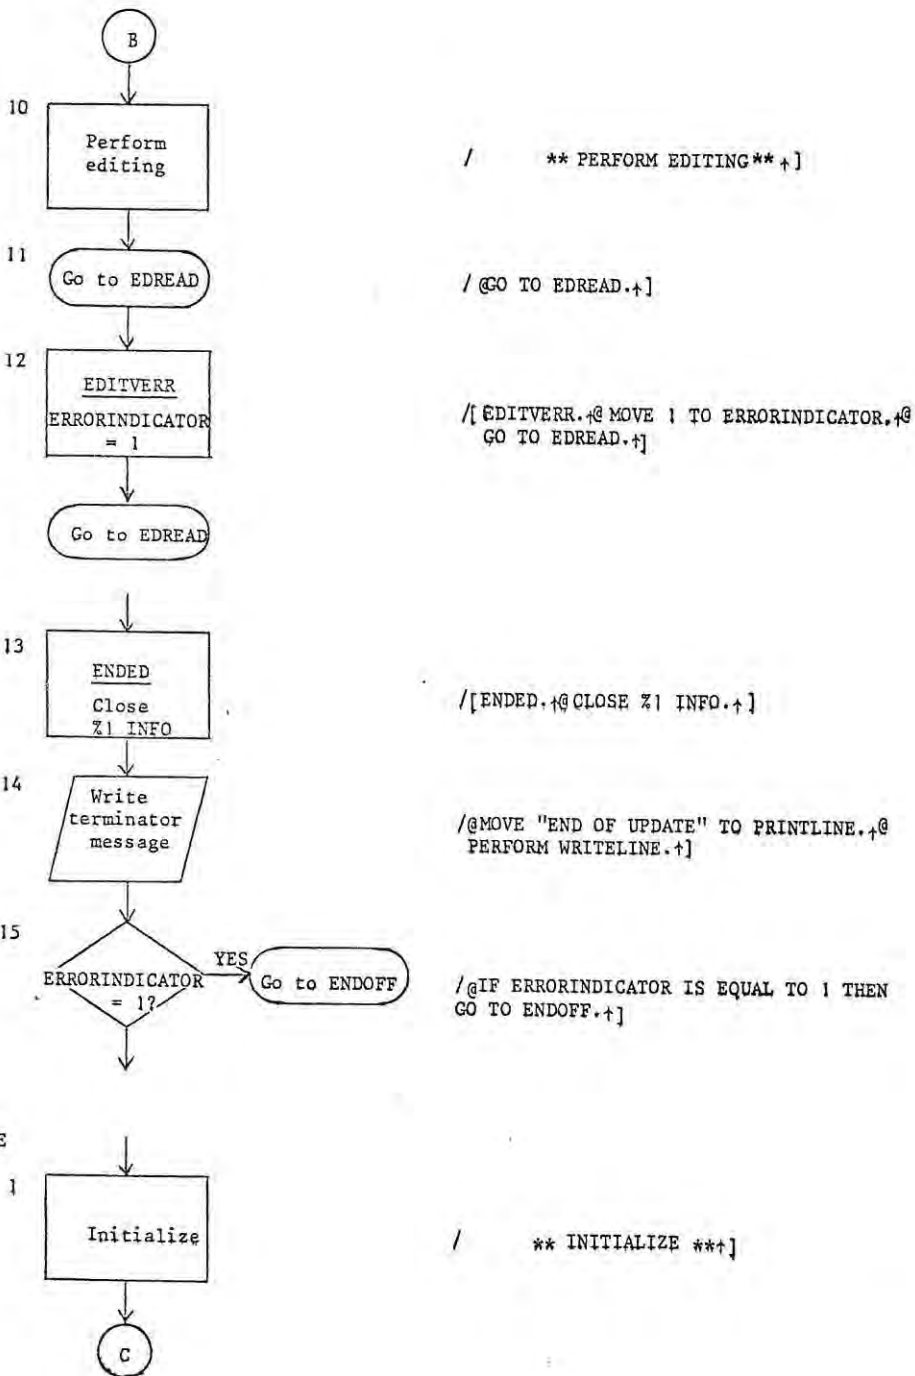 B
10
Perform
editing
/ ** PERFORM EDITING** ↑]
11
Go to EDREAD
/ @GO TO EDREAD.↑]
12
EDITVERR
ERRORINDICATOR
= 1
/[ EDITVERR.↑@ MOVE 1 TO ERRORINDICATOR.↑@
GO TO EDREAD.↑]
Go to EDREAD
13
ENDED
Close
%1 INFO
/[ENDED.↑@CLOSE %1 INFO.↑]
14
Write
terminator
message
/@MOVE "END OF UPDATE" TO PRINTLINE.↑@
PERFORM WRITELINE.↑]
15
ERRORINDICATOR
= 1?
YES
Go to ENDOFF
/@IF ERRORINDICATOR IS EQUAL TO 1 THEN
GO TO ENDOFF.↑]
E
1
Initialize
/ ** INITIALIZE **↑]
C